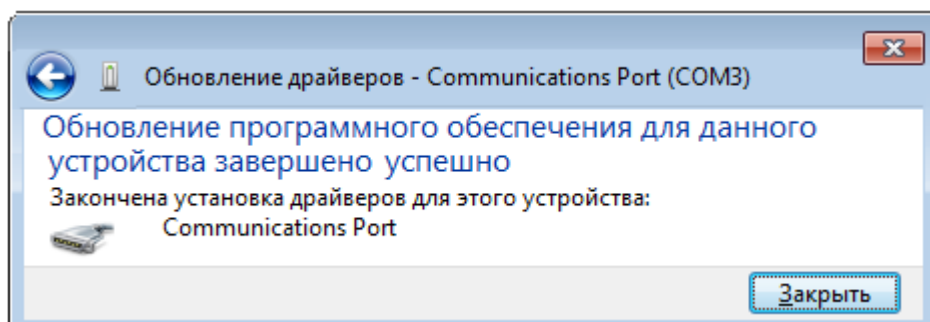 Обновление драйверов - Communications Port (COM3)
Обновление программного обеспечения для данного
устройства завершено успешно
Закончена установка драйверов для этого устройства:
Communications Port
Закрыть